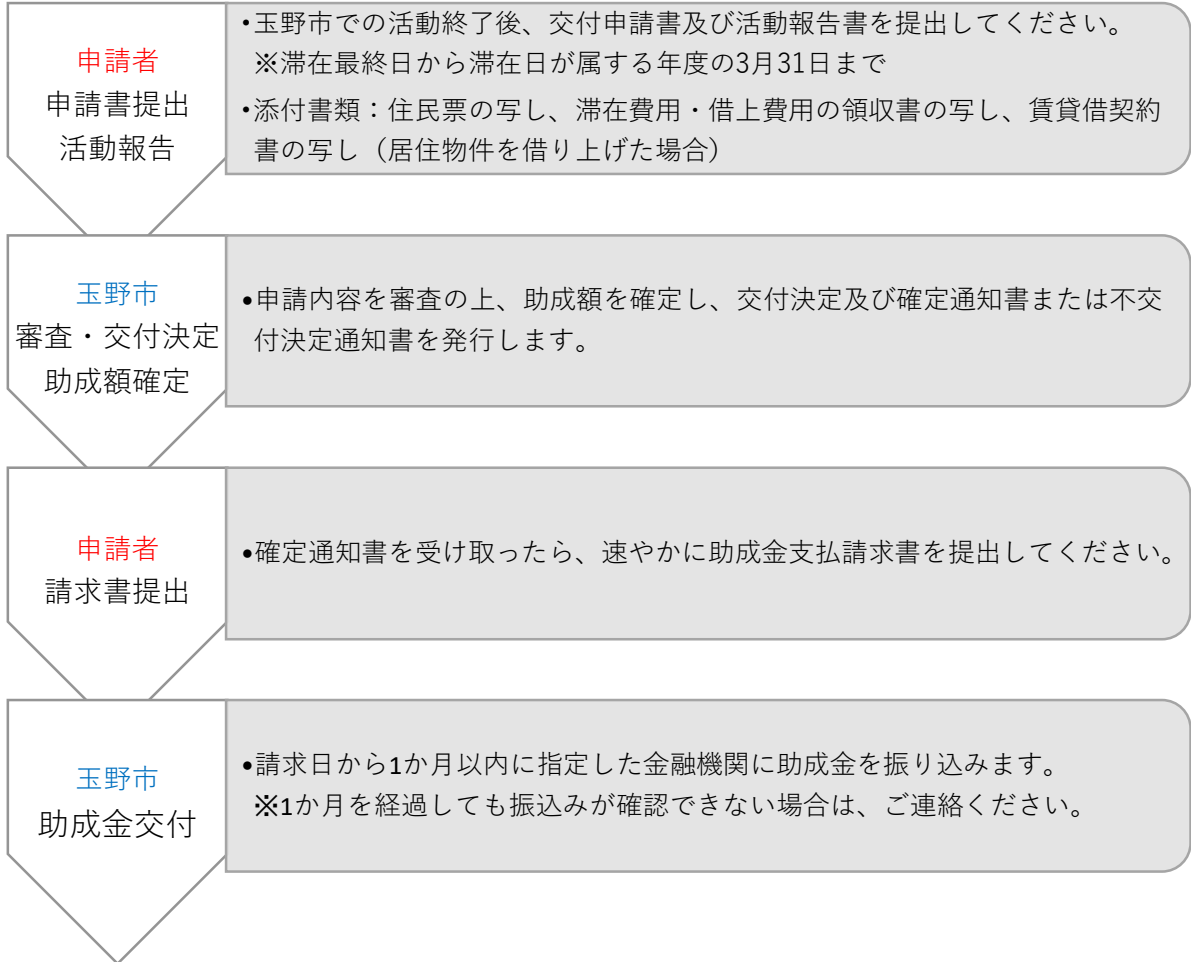 申請者
申請書提出
活動報告
•玉野市での活動終了後、交付申請書及び活動報告書を提出してください。
※滞在最終日から滞在日が属する年度の3月31日まで
•添付書類：住民票の写し、滞在費用・借上費用の領収書の写し、賃貸借契約
書の写し（居住物件を借り上げた場合）
玉野市
審査・交付決定
助成額確定
•申請内容を審査の上、助成額を確定し、交付決定及び確定通知書または不交
付決定通知書を発行します。
申請者
請求書提出
•確定通知書を受け取ったら、速やかに助成金支払請求書を提出してください。
玉野市
助成金交付
•請求日から1か月以内に指定した金融機関に助成金を振り込みます。
※1か月を経過しても振込みが確認できない場合は、ご連絡ください。